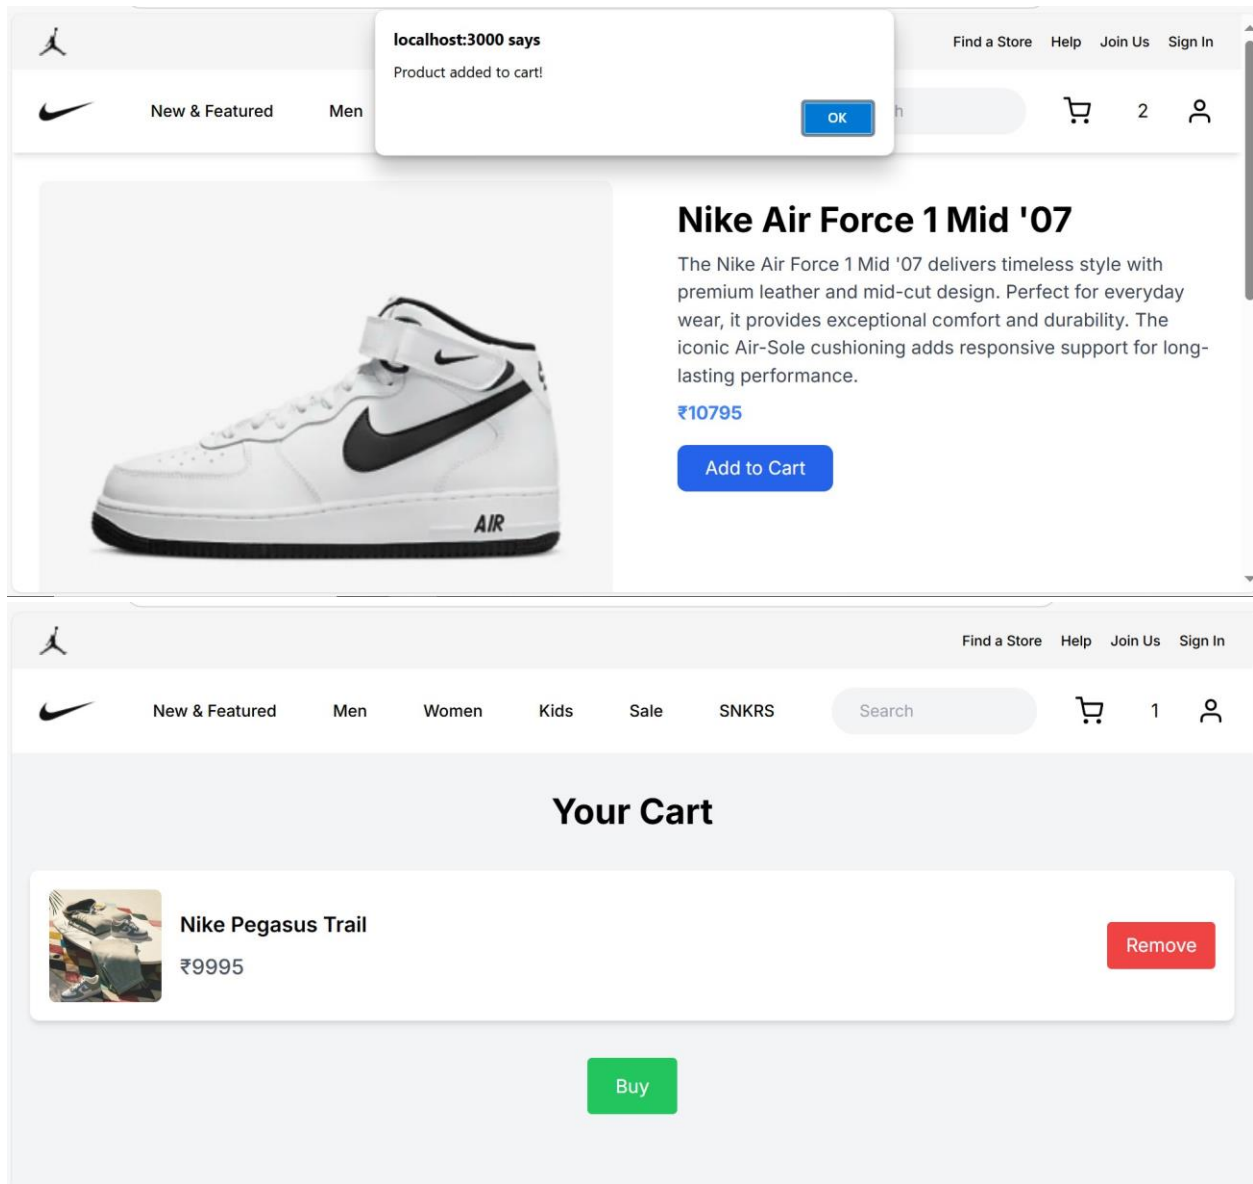 localhost:3000 says
Product added to cart!
OK
Find a Store Help Join Us Sign In
New & Featured Men h 2
Nike Air Force 1 Mid '07
The Nike Air Force 1 Mid '07 delivers timeless style with
premium leather and mid-cut design. Perfect for everyday
wear, it provides exceptional comfort and durability. The
iconic Air-Sole cushioning adds responsive support for long-
lasting performance.
₹10795
Add to Cart
AIR
Find a Store Help Join Us Sign In
New & Featured Men Women Kids Sale SNKRS Search 1
Your Cart
Nike Pegasus Trail
₹9995
Remove
Buy